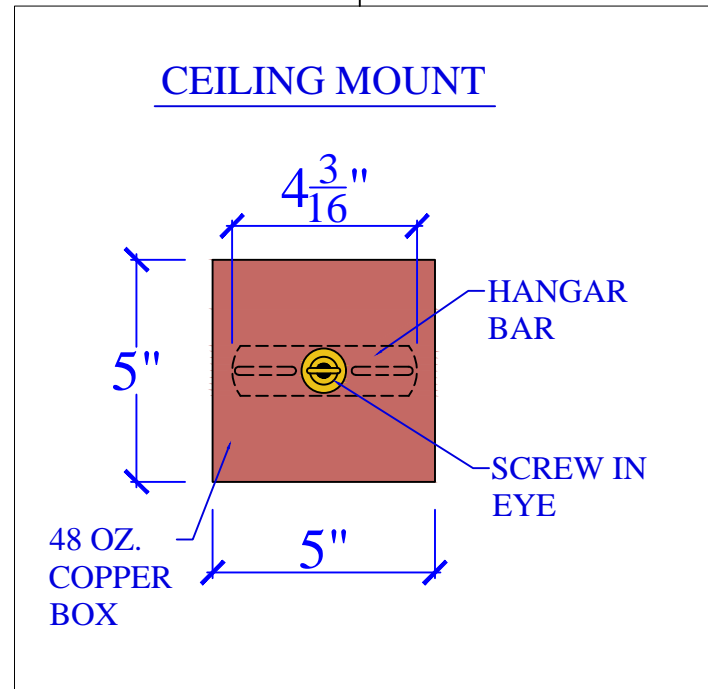 CEILING MOUNT
4 3/16"
HANGAR
BAR
5"
SCREW IN
EYE
48 OZ.
COPPER
BOX
5"